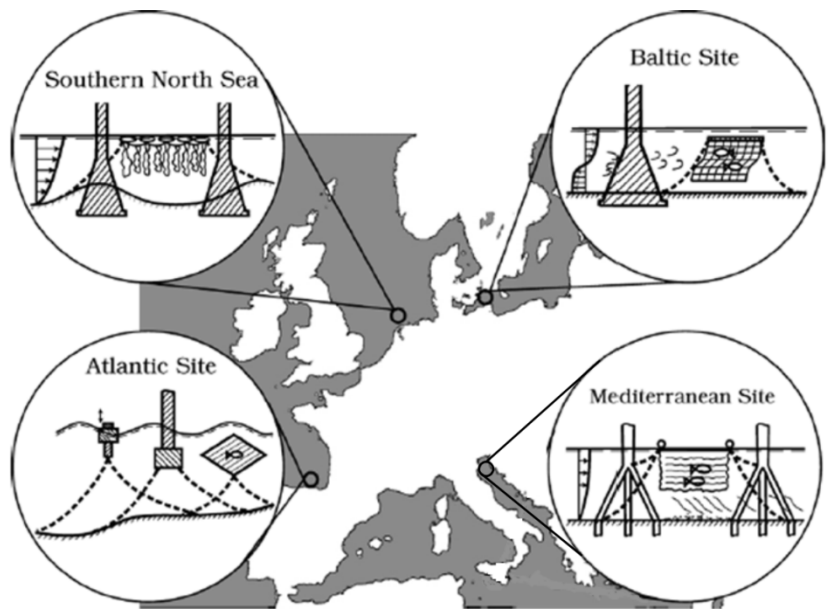 Southern North Sea
Baltic Site
Atlantic Site
Mediterranean Site